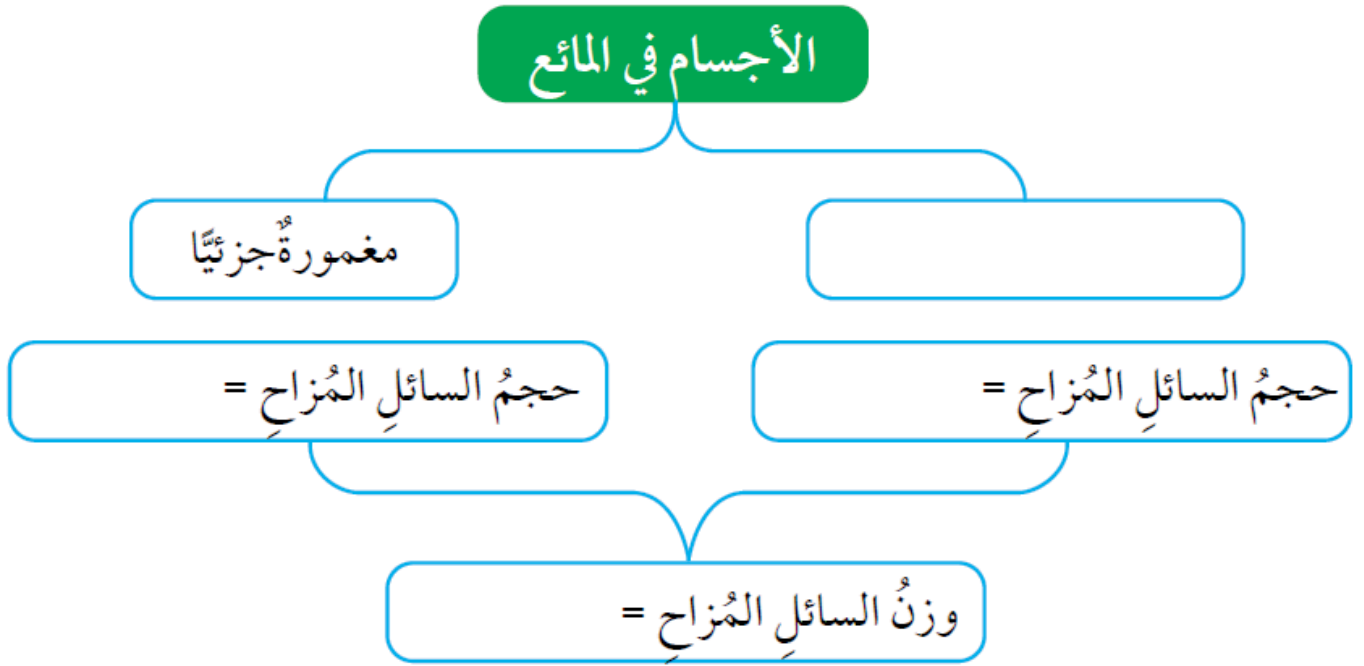 الأجسام في المائع
مغمورةٌ جزئيًّا
حجمُ السائلِ المُزاحِ =
حجمُ السائلِ المُزاحِ =
وزنُ السائلِ المُزاحِ =